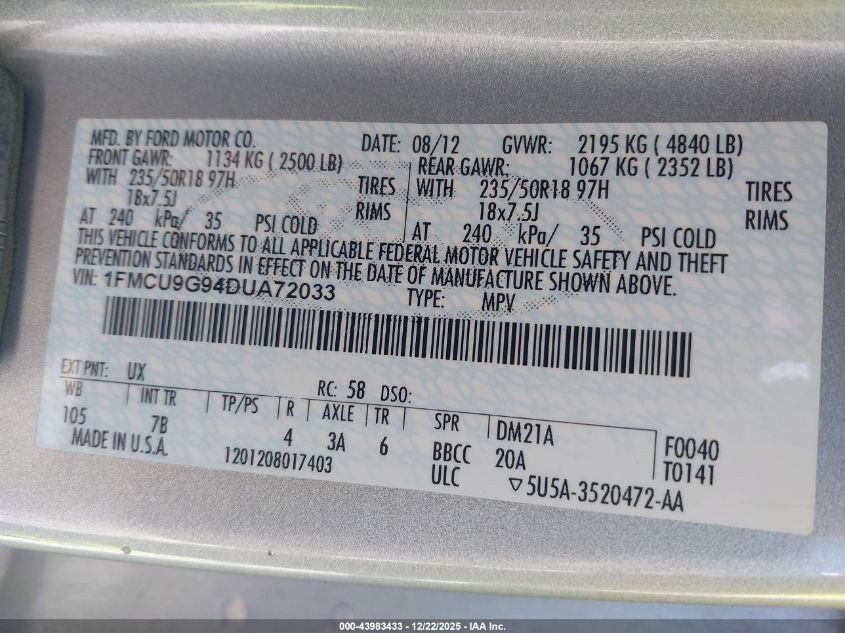 MFD. BY FORD MOTOR CO. DATE: 08/12 GVWR: 2195 KG ( 4840 LB)
FRONT GAWR: 1134 KG ( 2500 LB) REAR GAWR: 1067 KG ( 2352 LB)
WITH 235/50R18 97H TIRES WITH 235/50R18 97H TIRES
18x7.5J RIMS 18x7.5J RIMS
AT 240 kPa/ 35 PSI COLD AT 240 kPa/ 35 PSI COLD
THIS VEHICLE CONFORMS TO ALL APPLICABLE FEDERAL MOTOR VEHICLE SAFETY AND THEFT
PREVENTION STANDARDS IN EFFECT ON THE DATE OF MANUFACTURE SHOWN ABOVE.
VIN: 1FMCU9G94DUA72033 TYPE: MPV
EXT PNT: UX RC: 58 DSO:
WB INT TR TP/PS R AXLE TR SPR DM21A F0040
105 7B 4 3A 6 BBCC 20A T0141
MADE IN U.S.A. 1201208017403 ULC ▽5U5A-3520472-AA
000-43983433 - 12/22/2025 - IAA Inc.